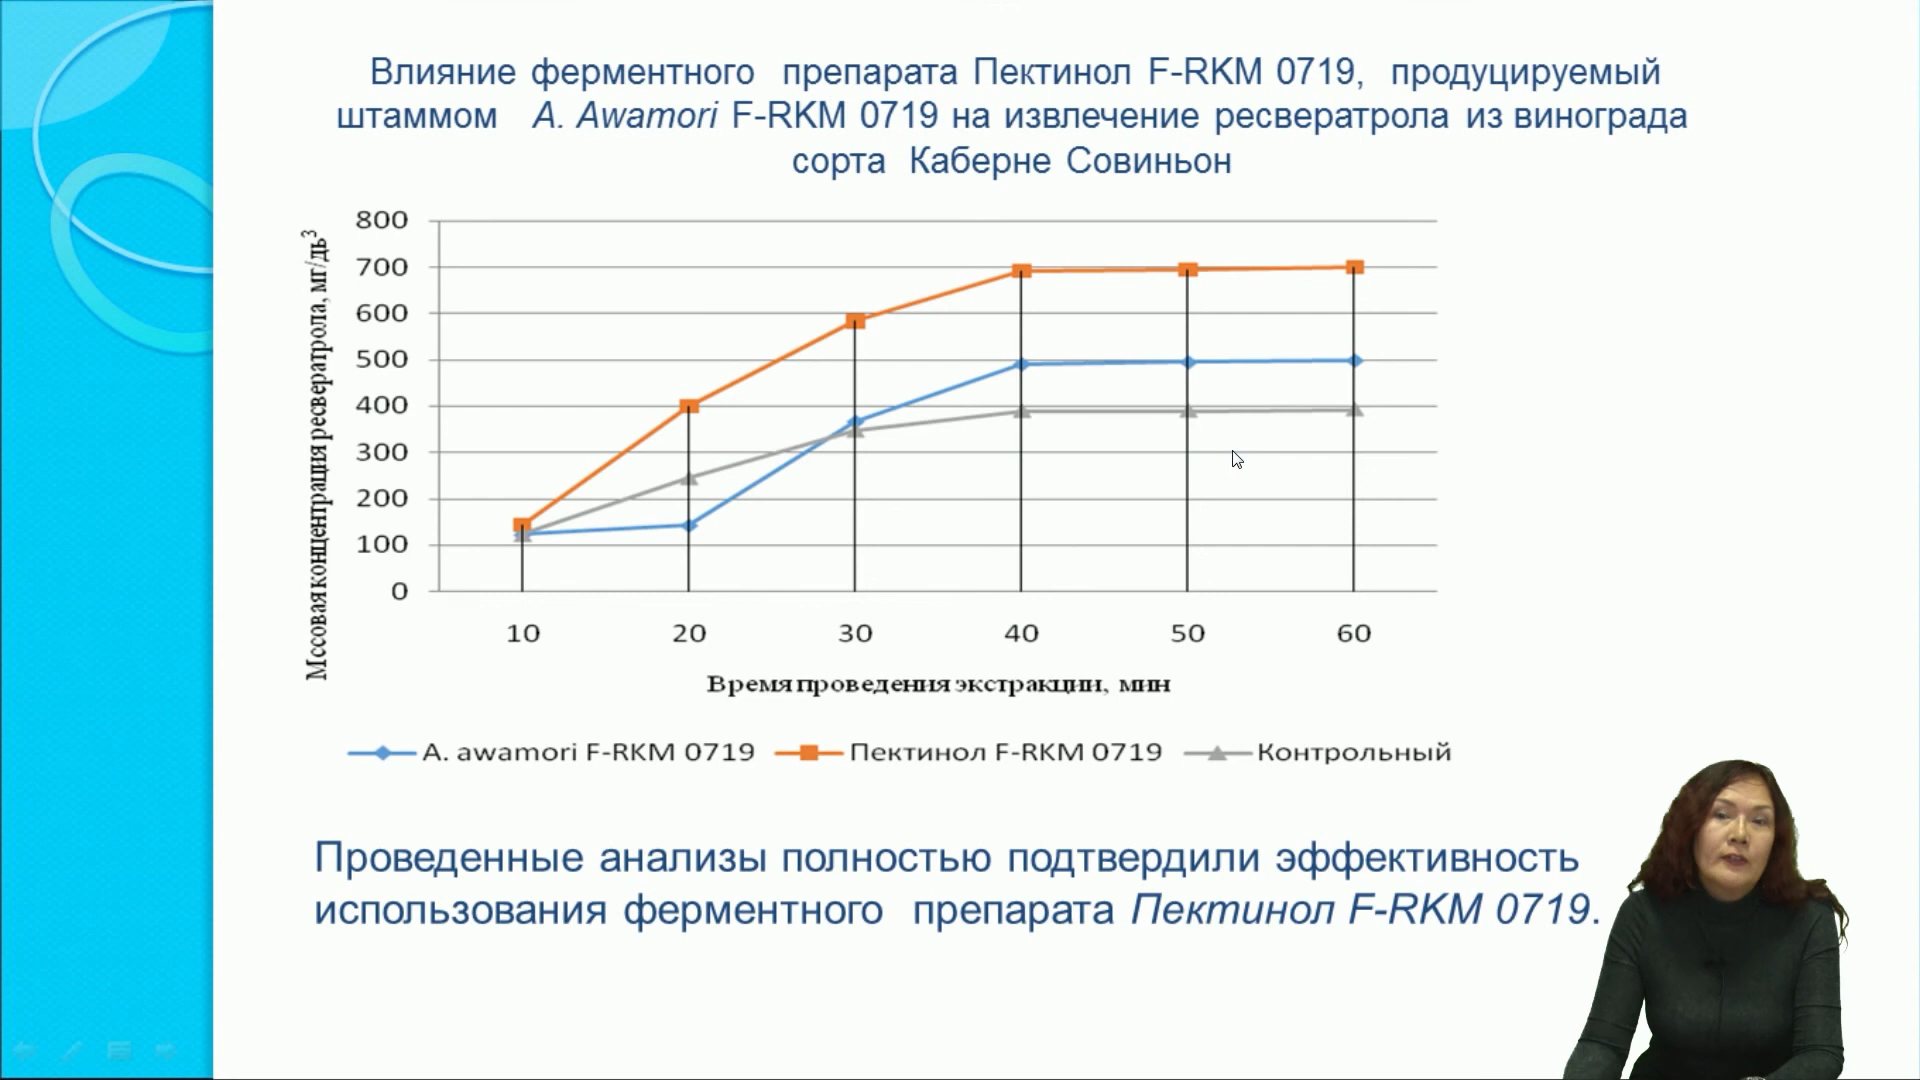 Влияние ферментного препарата Пектинол F-RKM 0719, продуцируемый
штаммом A. Awamori F-RKM 0719 на извлечение ресвератрола из винограда
сорта Каберне Совиньон
Мссовая концентрация ресвератрола, мг/дь³
800
700
600
500
400
300
200
100
0
10 20 30 40 50 60
Время проведения экстракции, мин
A. awamori F-RKM 0719 Пектинол F-RKM 0719 Контрольный
Проведенные анализы полностью подтвердили эффективность
использования ферментного препарата Пектинол F-RKM 0719.